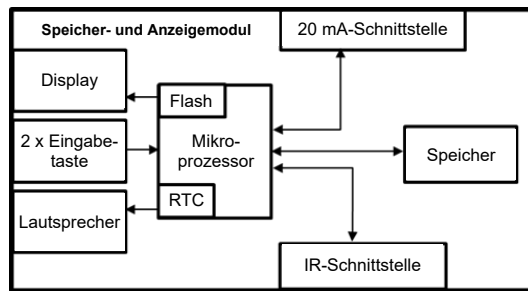 Speicher- und Anzeigemodul
20 mA-Schnittstelle
Display
Flash
2 x Eingabe-
taste
Mikro-
prozessor
Speicher
RTC
Lautsprecher
IR-Schnittstelle